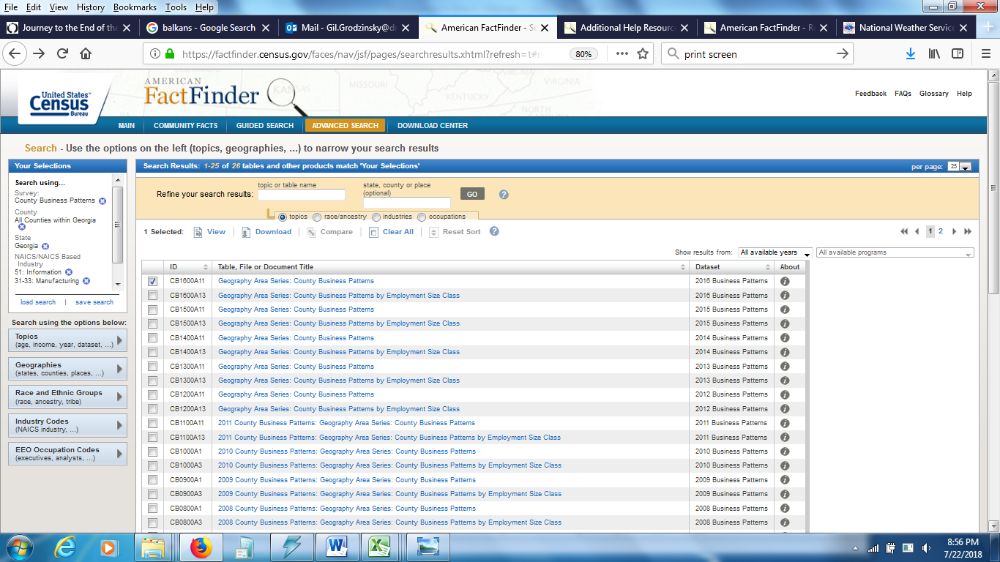 File Edit View History Bookmarks Tools Help
Journey to the End of the
balkans - Google Search
Mail - Gil.Grodzinsky@d
American FactFinder - S
Additional Help Resourc
American FactFinder - R
National Weather Service
https://factfinder.census.gov/faces/nav/jsf/pages/searchresults.xhtml?refresh=t#
80%
print screen
United States™
Census
Bureau
AMERICAN
FactFinder
KANSAS
MISSOURI
KENTUCKY
VIRGINIA
VIRGINIA
NORTH
CAROLINA
Feedback FAQs Glossary Help
MAIN COMMUNITY FACTS GUIDED SEARCH ADVANCED SEARCH DOWNLOAD CENTER
Search - Use the options on the left (topics, geographies, ...) to narrow your search results
Your Selections
Search using...
Survey:
County Business Patterns
County
All Counties within Georgia
State
Georgia
NAICS/NAICS Based
Industry
51: Information
31-33: Manufacturing
load search | save search
Search using the options below:
Topics
(age, income, year, dataset, ...)
Geographies
(states, counties, places, ...)
Race and Ethnic Groups
(race, ancestry, tribe)
Industry Codes
(NAICS industry, ...)
EEO Occupation Codes
(executives, analysts, ...)
Search Results: 1-25 of 26 tables and other products match 'Your Selections'
per page: 25
Refine your search results:
topic or table name
state, county or place
(optional)
GO
?
topics race/ancestry industries occupations
1 Selected: View | Download | Compare | Clear All | Reset Sort ?
1 2
Show results from: All available years All available programs
ID Table, File or Document Title Dataset About
CB1600A11 Geography Area Series: County Business Patterns 2016 Business Patterns
CB1600A13 Geography Area Series: County Business Patterns by Employment Size Class 2016 Business Patterns
CB1500A11 Geography Area Series: County Business Patterns 2015 Business Patterns
CB1500A13 Geography Area Series: County Business Patterns by Employment Size Class 2015 Business Patterns
CB1400A11 Geography Area Series: County Business Patterns 2014 Business Patterns
CB1400A13 Geography Area Series: County Business Patterns by Employment Size Class 2014 Business Patterns
CB1300A11 Geography Area Series: County Business Patterns 2013 Business Patterns
CB1300A13 Geography Area Series: County Business Patterns by Employment Size Class 2013 Business Patterns
CB1200A11 Geography Area Series: County Business Patterns 2012 Business Patterns
CB1200A13 Geography Area Series: County Business Patterns by Employment Size Class 2012 Business Patterns
CB1100A11 2011 County Business Patterns: Geography Area Series: County Business Patterns 2011 Business Patterns
CB1100A13 2011 County Business Patterns: Geography Area Series: County Business Patterns by Employment Size Class 2011 Business Patterns
CB1000A1 2010 County Business Patterns: Geography Area Series: County Business Patterns 2010 Business Patterns
CB1000A3 2010 County Business Patterns: Geography Area Series: County Business Patterns by Employment Size Class 2010 Business Patterns
CB0900A1 2009 County Business Patterns: Geography Area Series: County Business Patterns 2009 Business Patterns
CB0900A3 2009 County Business Patterns: Geography Area Series: County Business Patterns by Employment Size Class 2009 Business Patterns
CB0800A1 2008 County Business Patterns: Geography Area Series: County Business Patterns 2008 Business Patterns
CB0800A3 2008 County Business Patterns: Geography Area Series: County Business Patterns by Employment Size Class 2008 Business Patterns
8:56 PM
7/22/2018